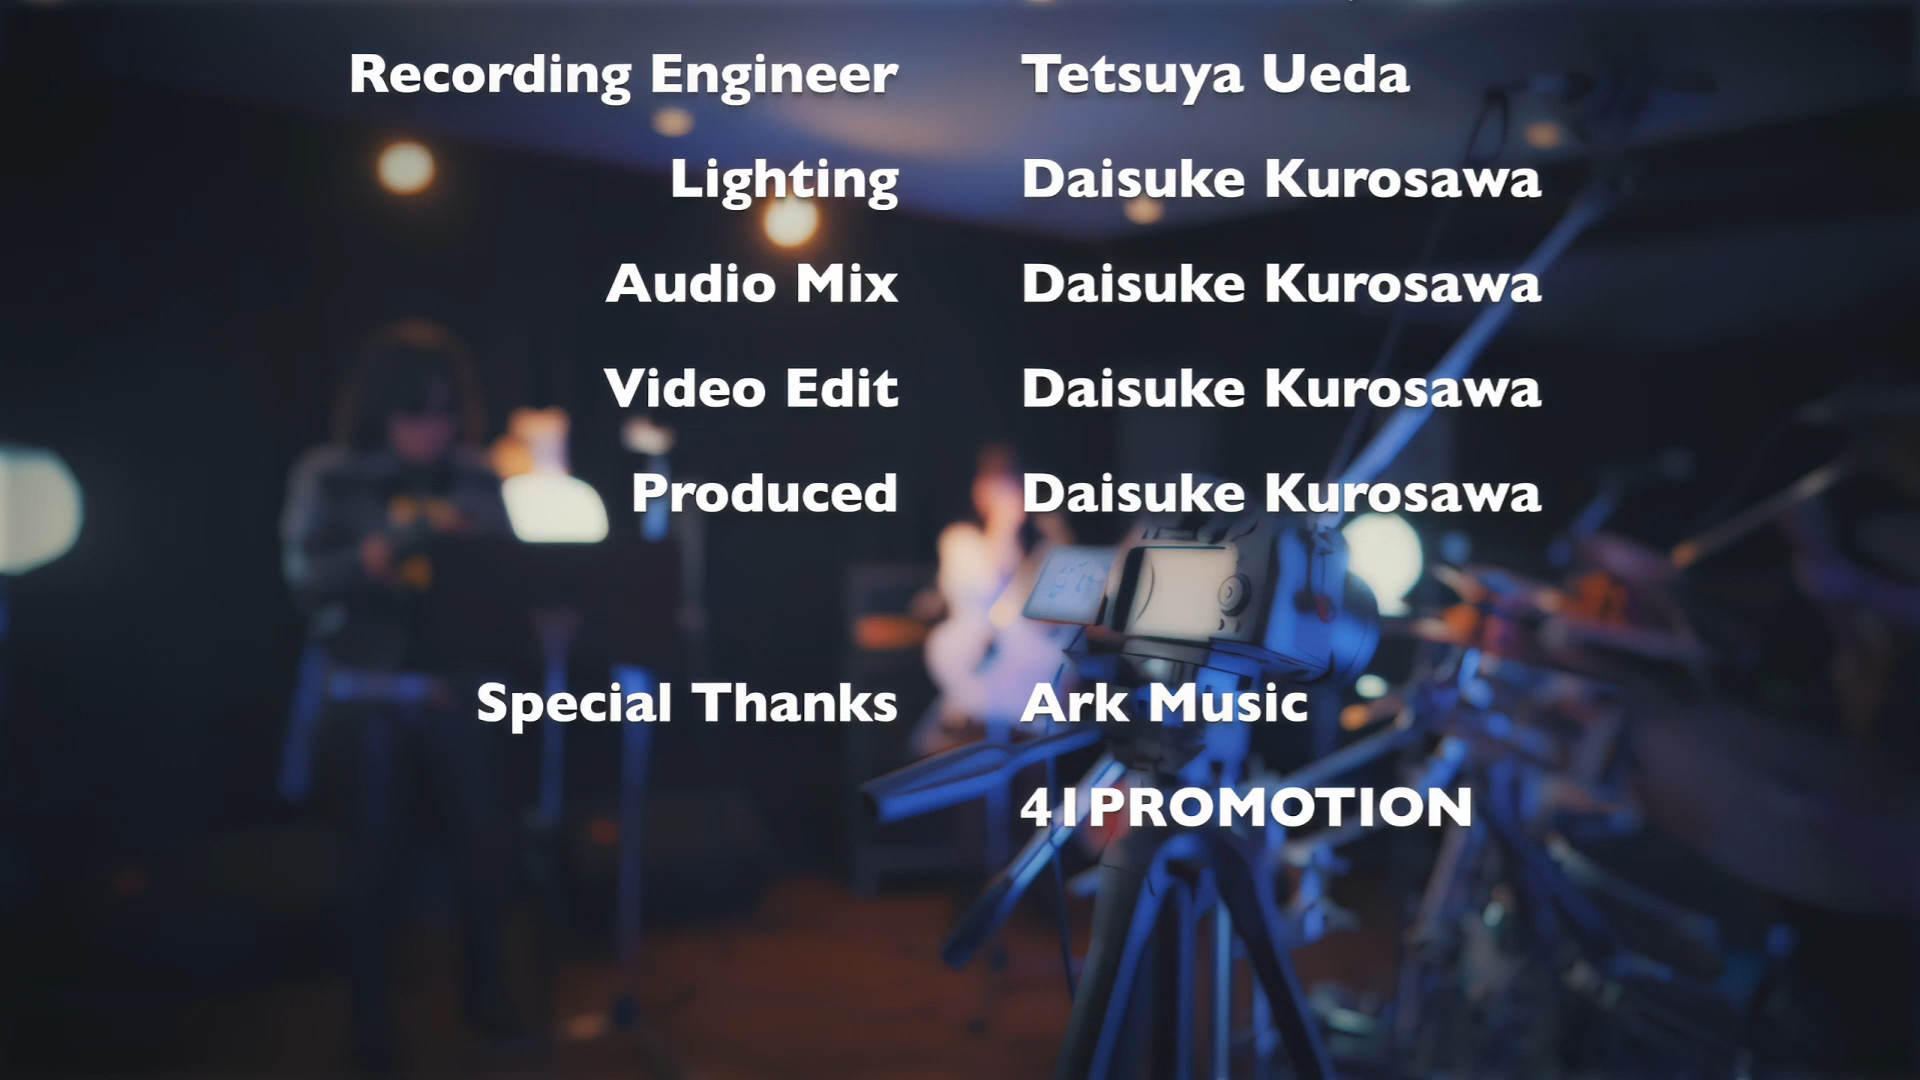 Recording Engineer Tetsuya Ueda
Lighting Daisuke Kurosawa
Audio Mix Daisuke Kurosawa
Video Edit Daisuke Kurosawa
Produced Daisuke Kurosawa
Special Thanks Ark Music
41PROMOTION